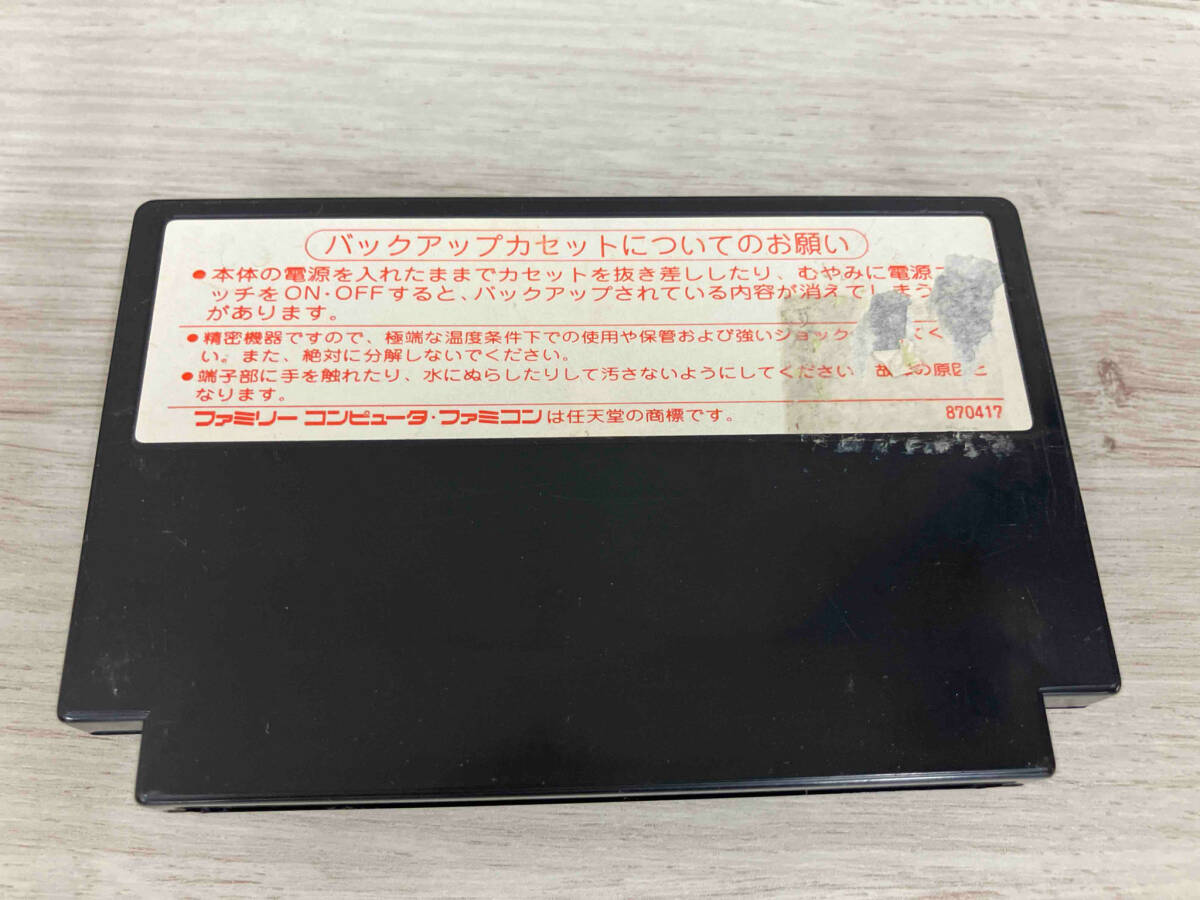 バックアップカセットについてのお願い
●本体の電源を入れたままでカセットを抜き差ししたり、むやみに電源
ッチをON・OFFすると、バックアップされている内容が消えてしまう
があります。
●精密機器ですので、極端な温度条件下での使用や保管および強いショック
い。また、絶対に分解しないでください。
●端子部に手を触れたり、水にぬらしたりして汚さないようにしてください の原因と
なります。
ファミリーコンピュータ・ファミコンは任天堂の商標です。 870417